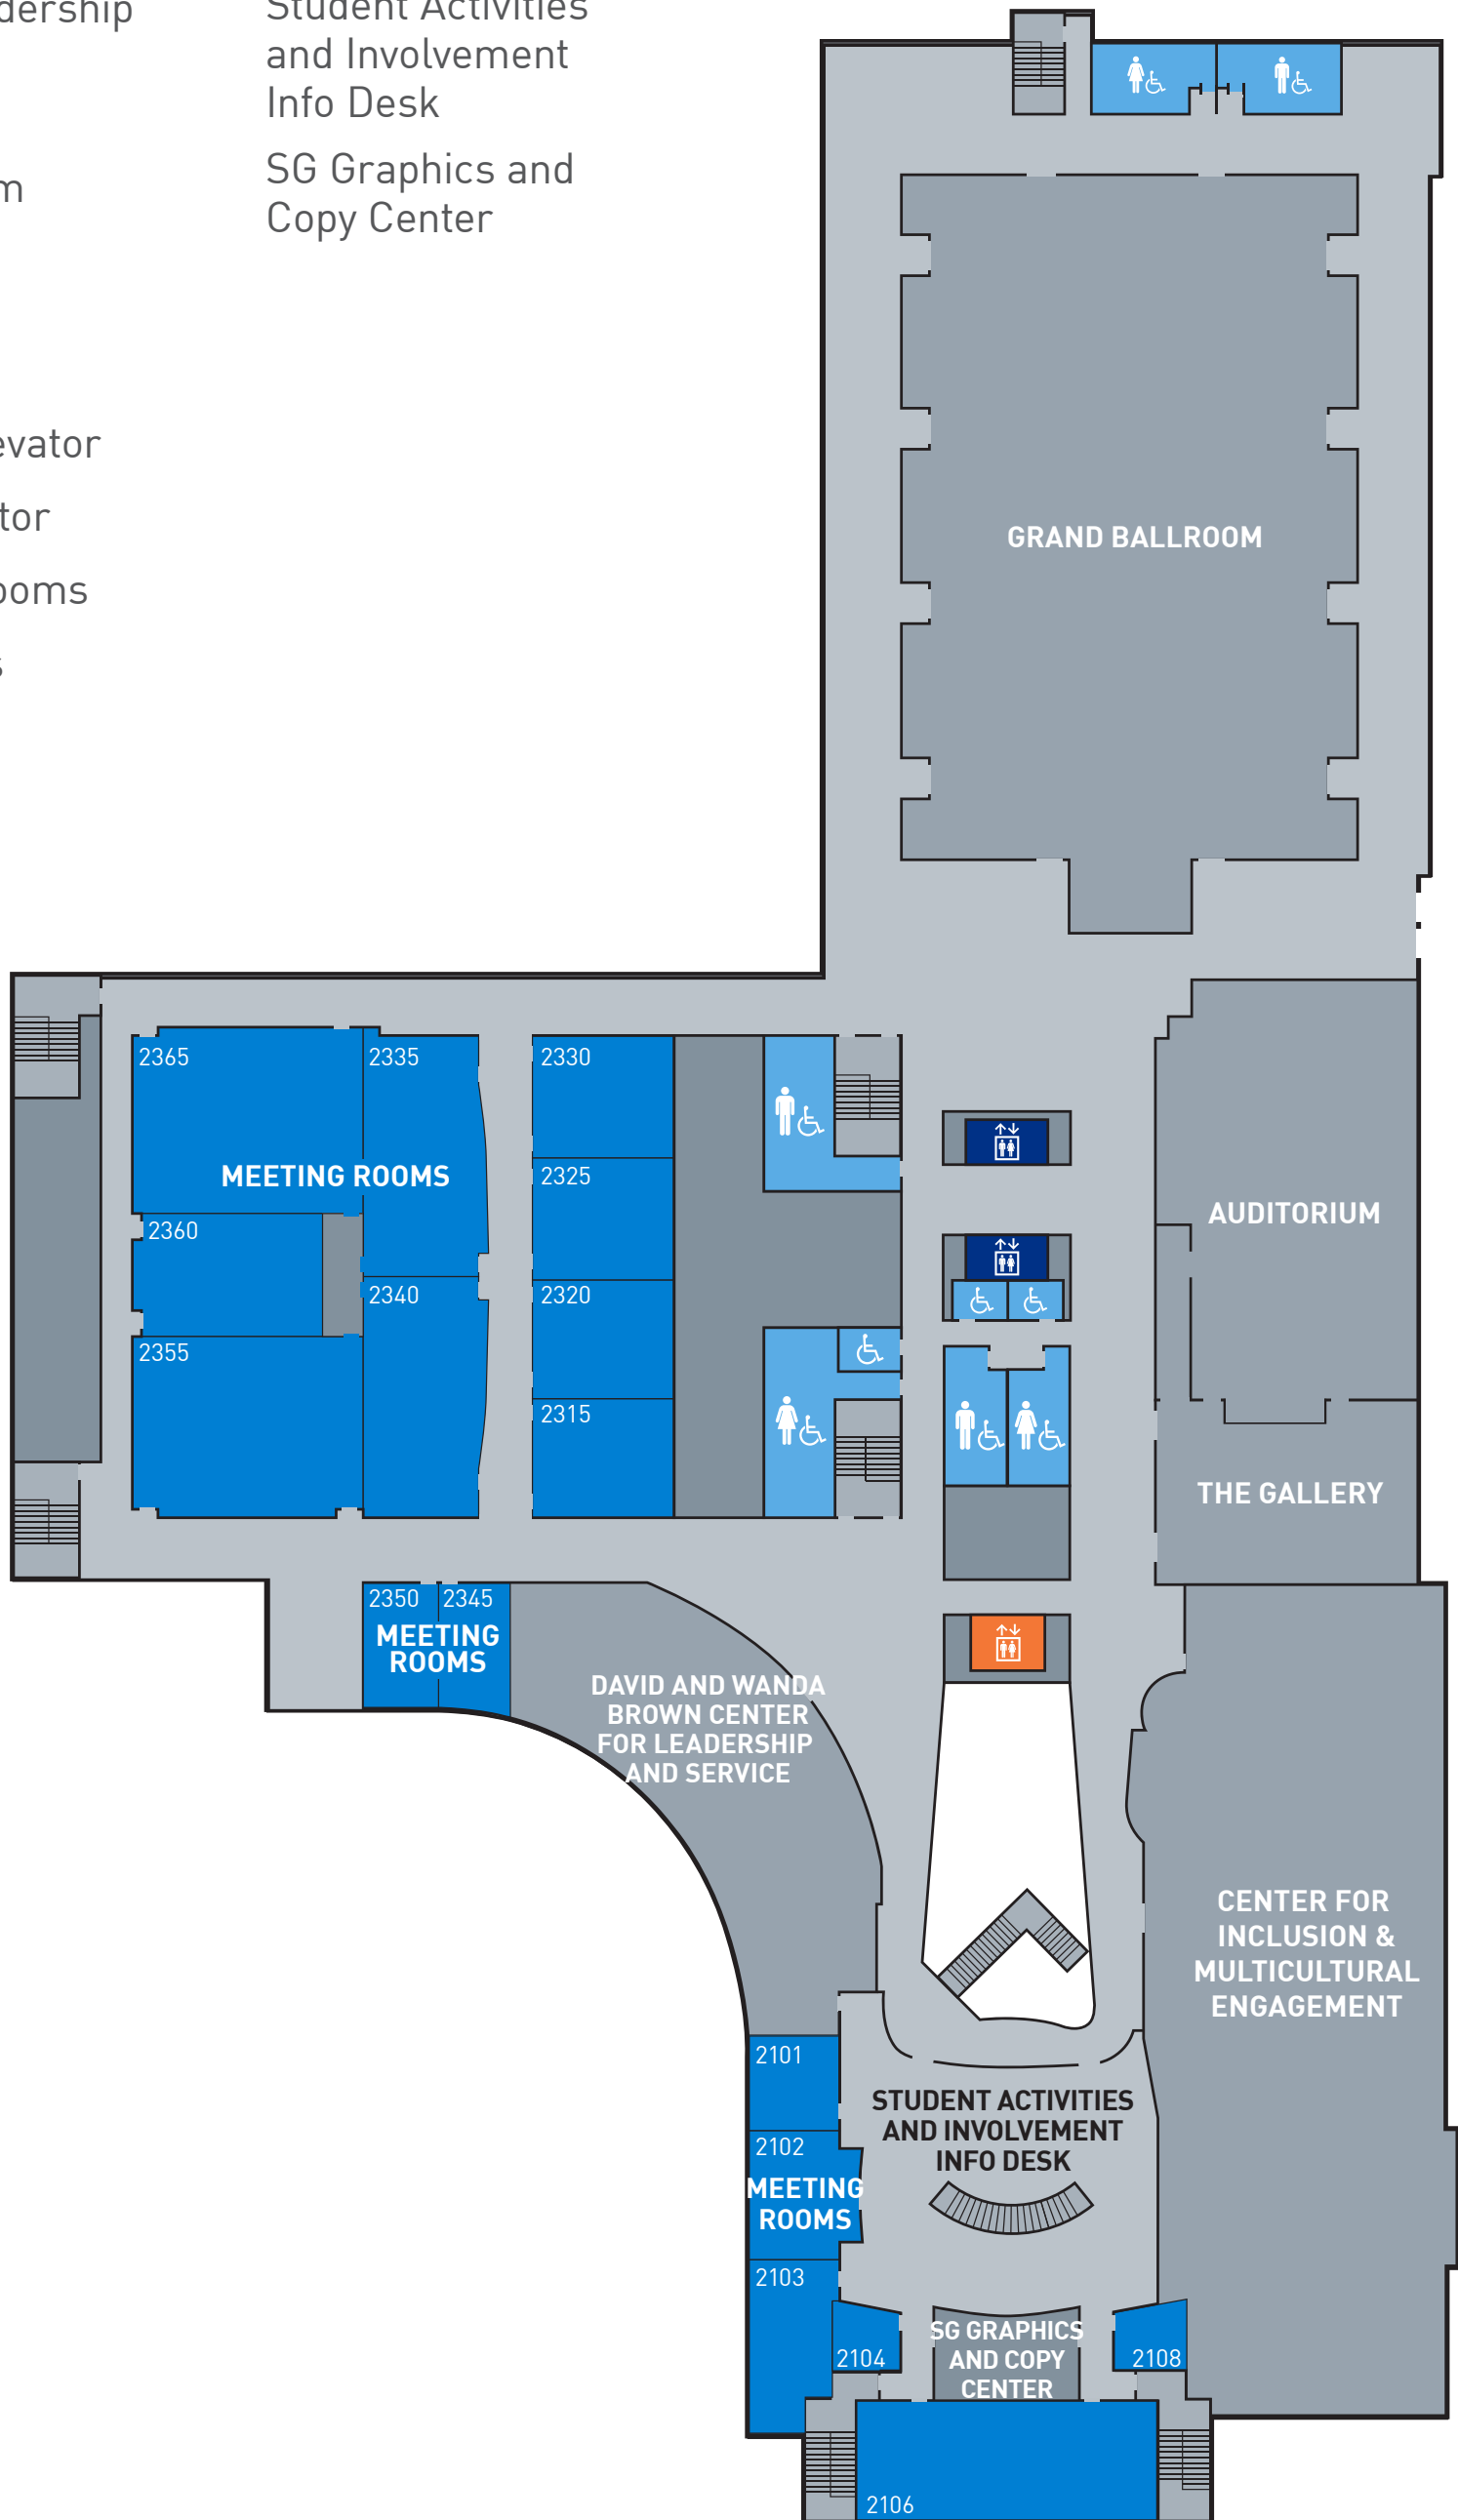 dership
m
evator
tor
ooms
s
Student Activities
and Involvement
Info Desk
SG Graphics and
Copy Center
GRAND BALLROOM
2365
2335
2330
MEETING ROOMS
2325
2360
2340
2320
2355
2315
AUDITORIUM
THE GALLERY
2350
2345
MEETING
ROOMS
DAVID AND WANDA
BROWN CENTER
FOR LEADERSHIP
AND SERVICE
CENTER FOR
INCLUSION &
MULTICULTURAL
ENGAGEMENT
2101
2102
MEETING
ROOMS
2103
STUDENT ACTIVITIES
AND INVOLVEMENT
INFO DESK
2104
SG GRAPHICS
AND COPY
CENTER
2108
2106